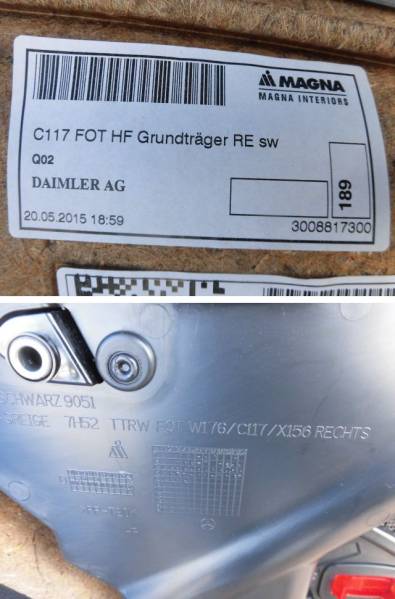 MAGNA
MAGNA INTERIORS
C117 FOT HF Grundträger RE sw
Q02
DAIMLER AG
189
20.05.2015 18:59
3008817300
SCHWARZ 9051
7H52 TTRW FOT W176/C117/X156 RECHTS